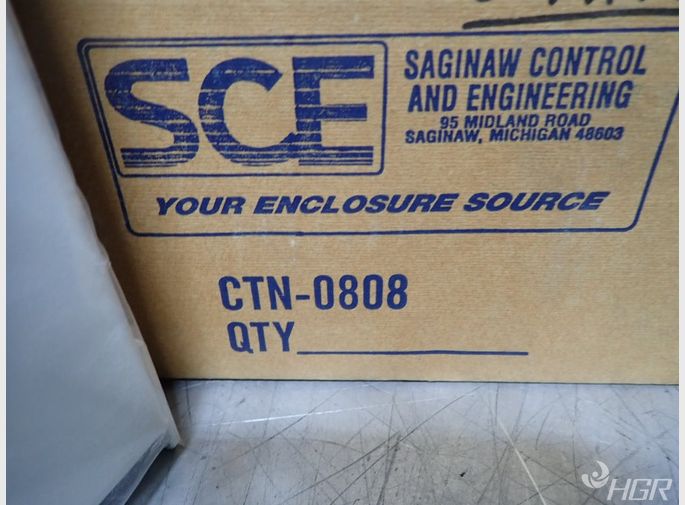 SCE
SAGINAW CONTROL
AND ENGINEERING
95 MIDLAND ROAD
SAGINAW, MICHIGAN 48603
YOUR ENCLOSURE SOURCE
CTN-0808
QTY
HGR